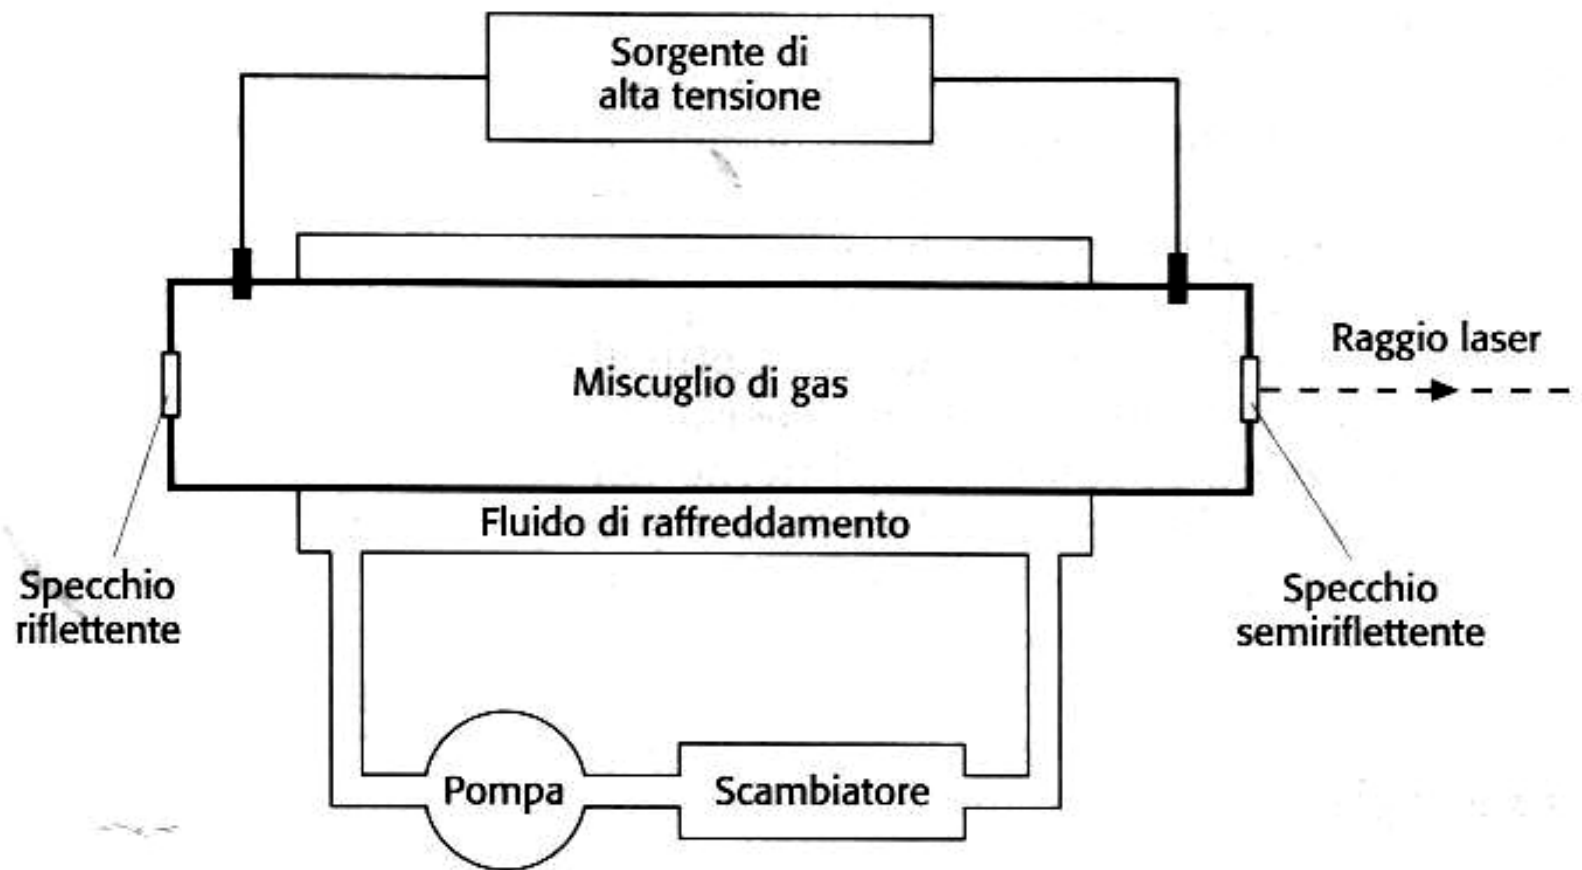 Sorgente di
alta tensione
Raggio laser
Miscuglio di gas
Fluido di raffreddamento
Specchio
riflettente
Specchio
semiriflettente
Pompa
Scambiatore